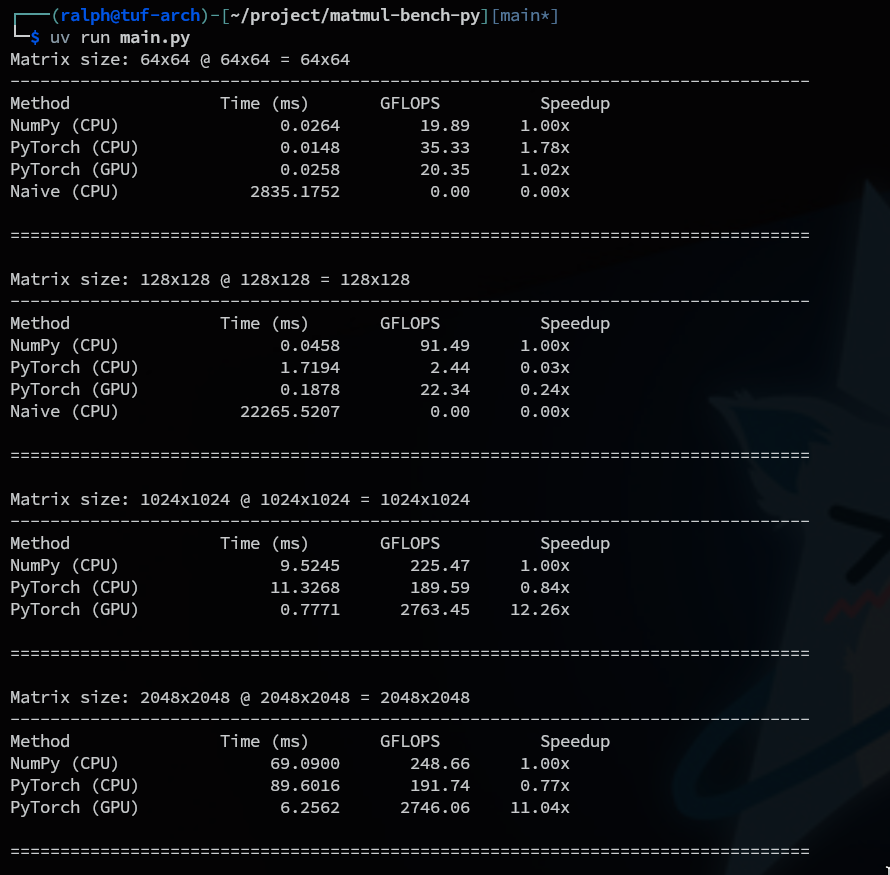 ┌──(ralph@tuf-arch)-[~/project/matmul-bench-py][main*]
└─$ uv run main.py
Matrix size: 64x64 @ 64x64 = 64x64
--------------------------------------------------------------------------------
Method               Time (ms)       GFLOPS          Speedup
NumPy (CPU)                0.0264        19.89     1.00x
PyTorch (CPU)              0.0148        35.33     1.78x
PyTorch (GPU)              0.0258        20.35     1.02x
Naive (CPU)             2835.1752         0.00     0.00x
================================================================================
Matrix size: 128x128 @ 128x128 = 128x128
--------------------------------------------------------------------------------
Method               Time (ms)       GFLOPS          Speedup
NumPy (CPU)                0.0458        91.49     1.00x
PyTorch (CPU)              1.7194         2.44     0.03x
PyTorch (GPU)              0.1878        22.34     0.24x
Naive (CPU)            22265.5207         0.00     0.00x
================================================================================
Matrix size: 1024x1024 @ 1024x1024 = 1024x1024
--------------------------------------------------------------------------------
Method               Time (ms)       GFLOPS          Speedup
NumPy (CPU)                9.5245       225.47     1.00x
PyTorch (CPU)             11.3268       189.59     0.84x
PyTorch (GPU)              0.7771      2763.45    12.26x
================================================================================
Matrix size: 2048x2048 @ 2048x2048 = 2048x2048
--------------------------------------------------------------------------------
Method               Time (ms)       GFLOPS          Speedup
NumPy (CPU)               69.0900       248.66     1.00x
PyTorch (CPU)             89.6016       191.74     0.77x
PyTorch (GPU)              6.2562      2746.06    11.04x
================================================================================